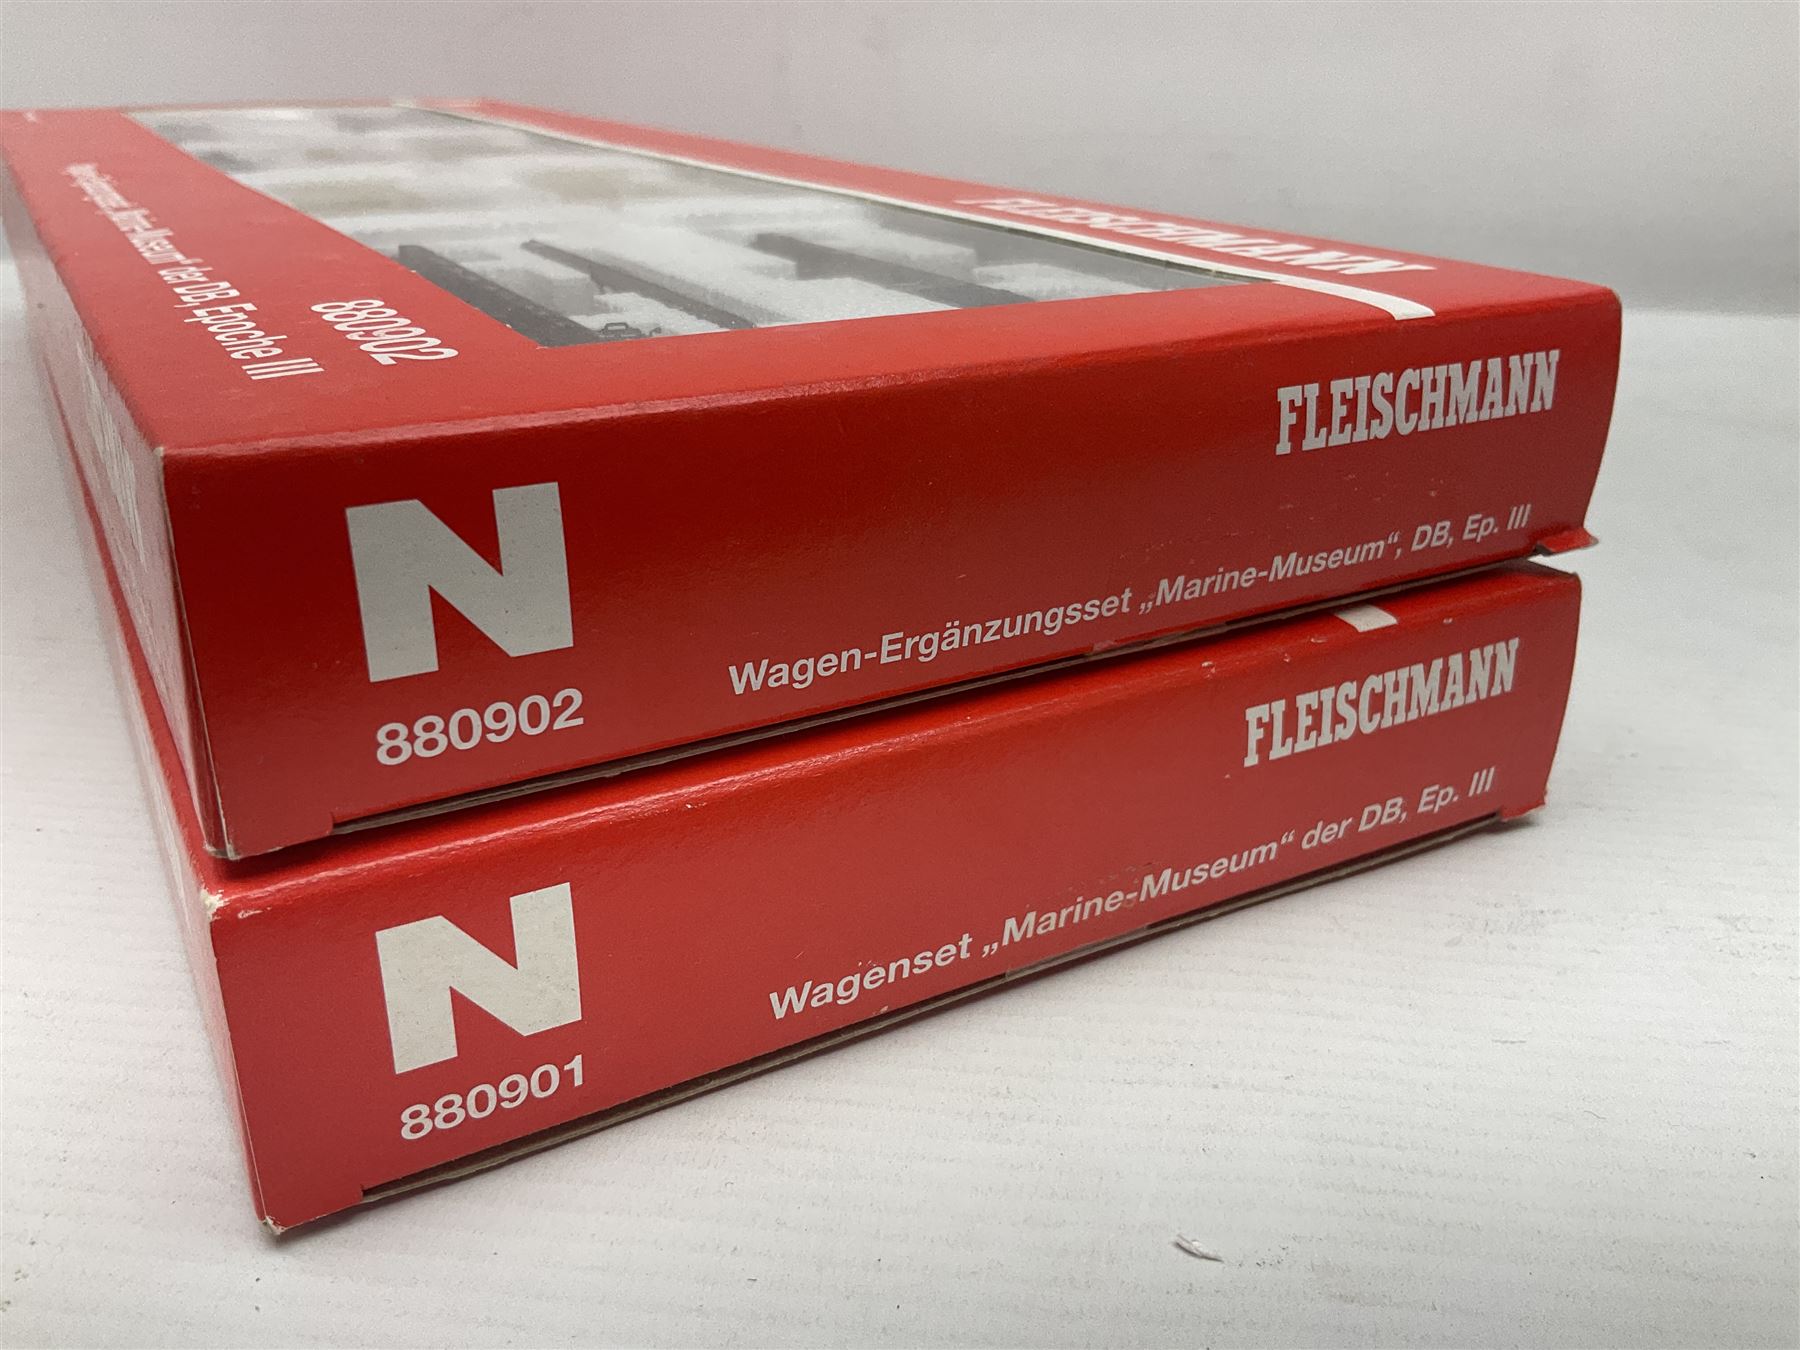 FLEISCHMANN
880902
der DB, Epoche III
FLEISCHMANN
N
880902
Wagen-Ergänzungsset „Marine-Museum“, DB, Ep. III
FLEISCHMANN
N
880901
Wagenset „Marine-Museum“ der DB, Ep. III